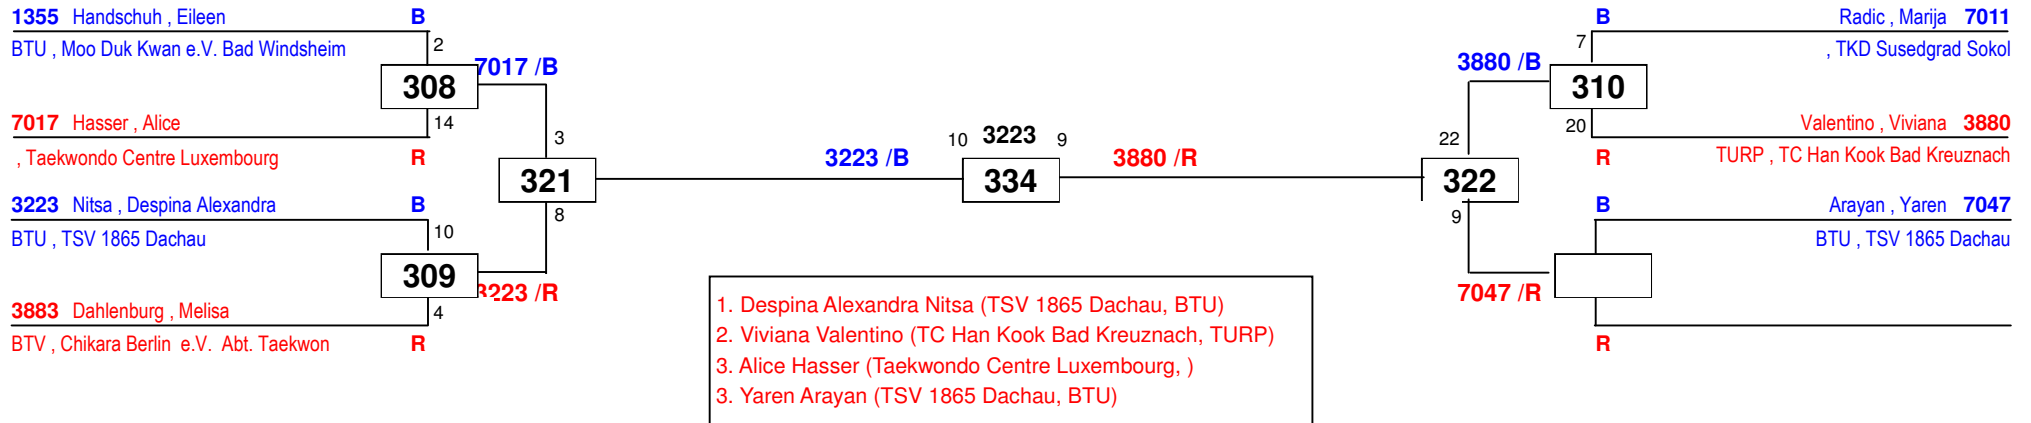 1355 Handschuh , Eileen B
BTU , Moo Duk Kwan e.V. Bad Windsheim
2
7017 /B
308
14
7017 Hasser , Alice
, Taekwondo Centre Luxembourg R
3
321
8
3223 Nitsa , Despina Alexandra B
BTU , TSV 1865 Dachau
10
309
3223 /R
4
3883 Dahlenburg , Melisa
BTV , Chikara Berlin e.V. Abt. Taekwon R
3223 /B
10 3223 9
334
3880 /R
B Radic , Marija 7011
, TKD Susedgrad Sokol
7
3880 /B
310
20
Valentino , Viviana 3880
R TURP , TC Han Kook Bad Kreuznach
22
322
9
B Arayan , Yaren 7047
BTU , TSV 1865 Dachau
7047 /R
R
1. Despina Alexandra Nitsa (TSV 1865 Dachau, BTU)
2. Viviana Valentino (TC Han Kook Bad Kreuznach, TURP)
3. Alice Hasser (Taekwondo Centre Luxembourg, )
3. Yaren Arayan (TSV 1865 Dachau, BTU)